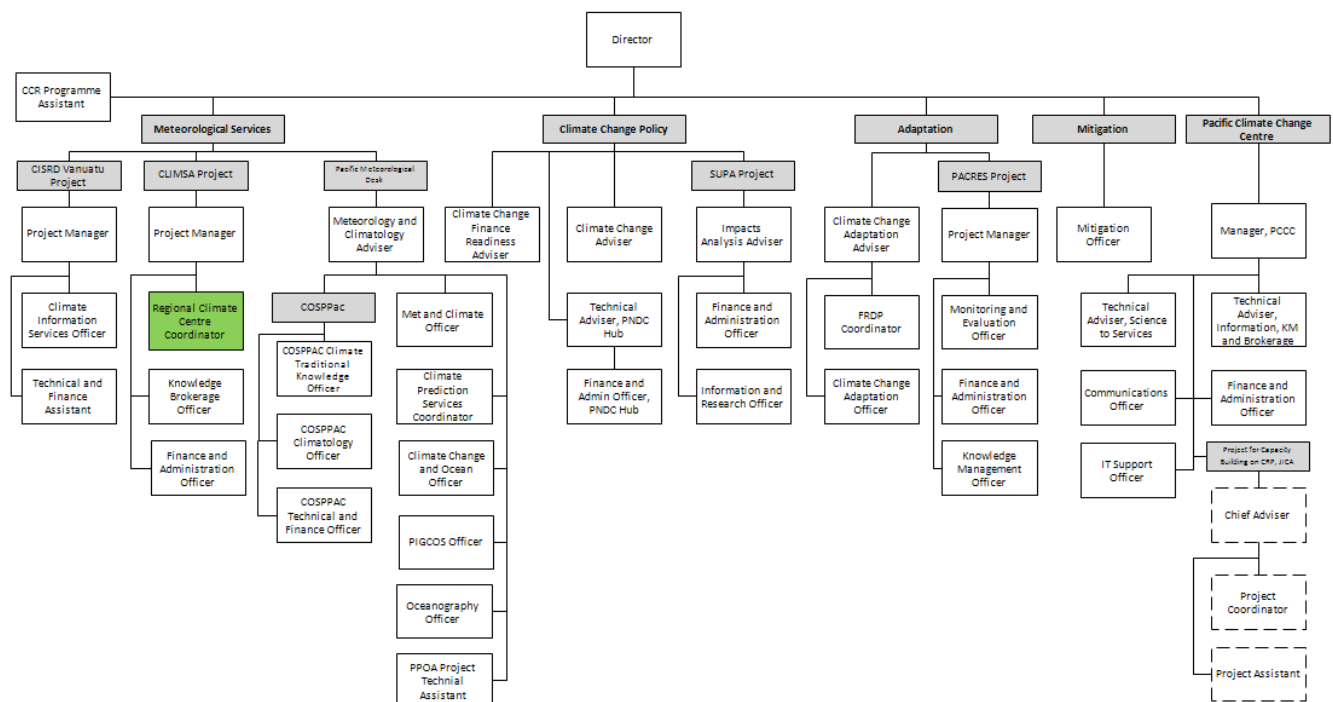 Director
CCR Programme
Assistant
Meteorological Services
Climate Change Policy
Adaptation
Mitigation
Pacific Climate Change
Centre
CISRD Vanuatu
Project
CLIMSA Project
Pacific Meteorological
Desk
SUPA Project
PACRES Project
Project Manager
Project Manager
Meteorology and
Climatology
Adviser
Climate Change
Finance
Readiness
Adviser
Climate Change
Adviser
Impacts
Analysis Adviser
Climate Change
Adaptation
Adviser
Project Manager
Mitigation
Officer
Manager, PCCC
Climate
Information
Services Officer
Regional Climate
Centre
Coordinator
COSPPac
Met and Climate
Officer
Technical
Adviser, PNDC
Hub
Finance and
Administration
Officer
FRDP
Coordinator
Monitoring and
Evaluation
Officer
Technical
Adviser, Science
to Services
Technical
Adviser,
Information, KM
and Brokerage
Technical and
Finance Assistant
Knowledge
Brokerage
Officer
COSPPAC Climate
Traditional
Knowledge
Officer
Climate
Prediction
Services
Coordinator
Finance and
Admin Officer,
PNDC Hub
Information and
Research Officer
Climate Change
Adaptation
Officer
Finance and
Administration
Officer
Communications
Officer
Finance and
Administration
Officer
Finance and
Administration
Officer
COSPPAC
Climatology
Officer
Climate Change
and Ocean
Officer
Knowledge
Management
Officer
IT Support
Officer
Project for Capacity
Building on CRP, JICA
COSPPAC
Technical and
Finance Officer
PIGCOS Officer
Chief Adviser
Oceanography
Officer
Project
Coordinator
PPOA Project
Technial
Assistant
Project Assistant